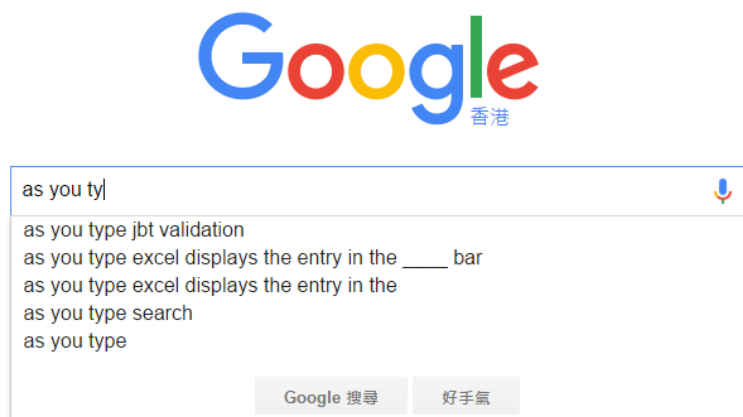 Google
香港
as you ty
as you type jbt validation
as you type excel displays the entry in the ____ bar
as you type excel displays the entry in the
as you type search
as you type
Google 搜尋
好手氣